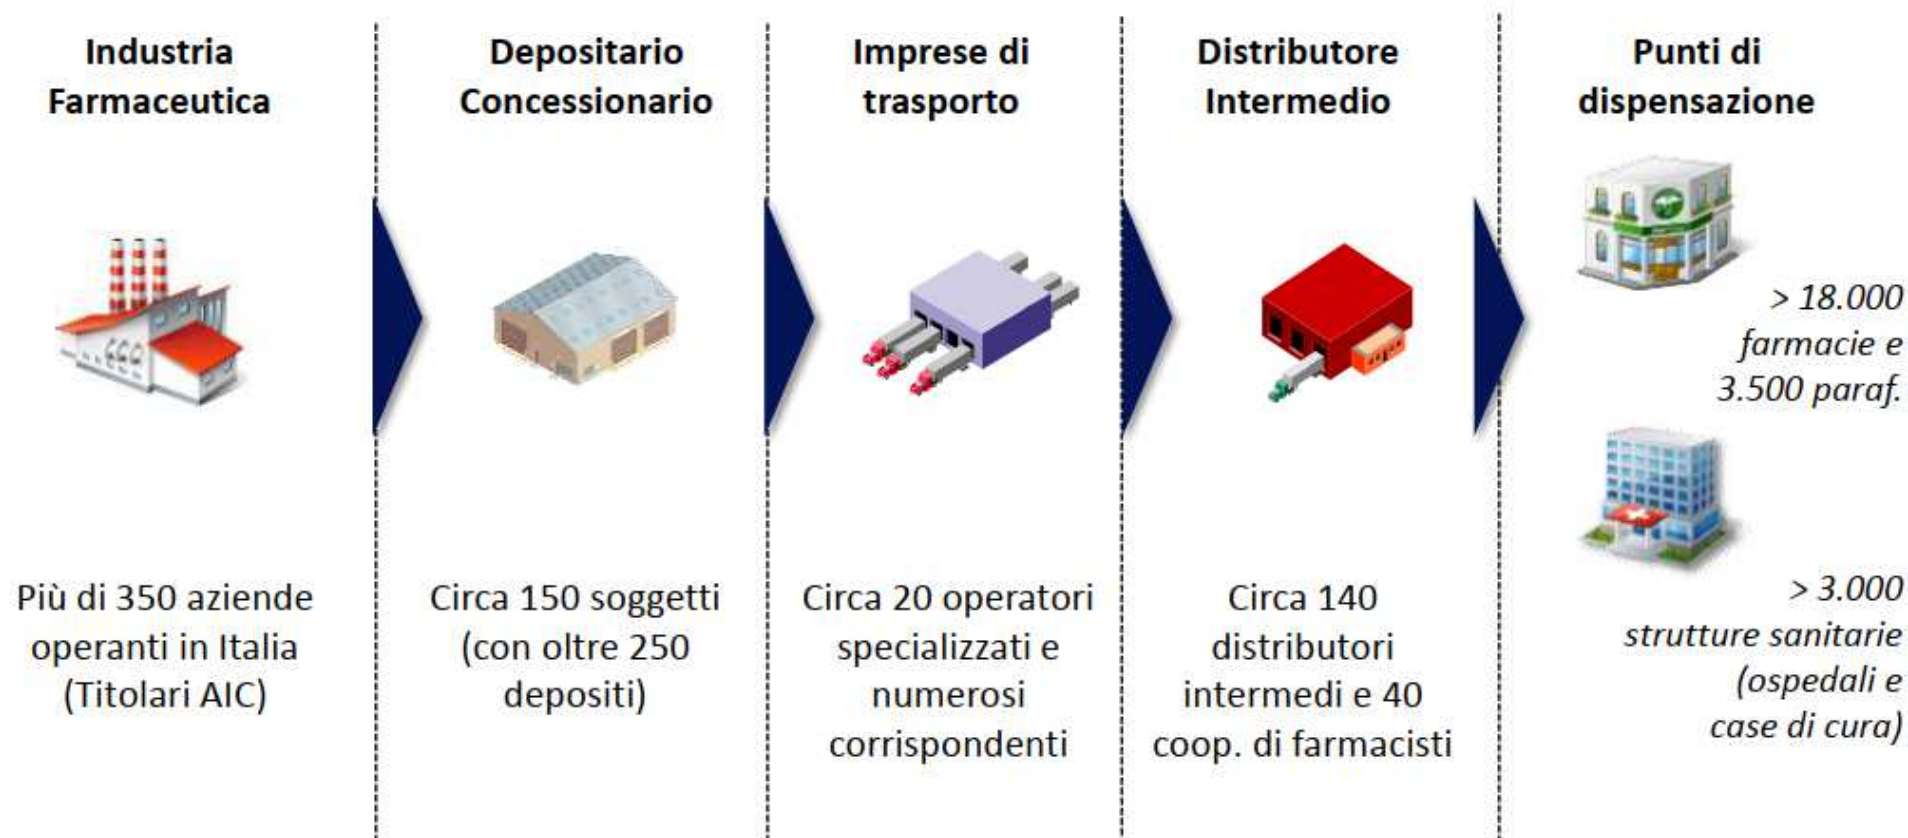 Industria
Farmaceutica
Depositario
Concessionario
Imprese di
trasporto
Distributore
Intermedio
Punti di
dispensazione
> 18.000
farmacie e
3.500 paraf.
Più di 350 aziende
operanti in Italia
(Titolari AIC)
Circa 150 soggetti
(con oltre 250
depositi)
Circa 20 operatori
specializzati e
numerosi
corrispondenti
Circa 140
distributori
intermedi e 40
coop. di farmacisti
> 3.000
strutture sanitarie
(ospedali e
case di cura)